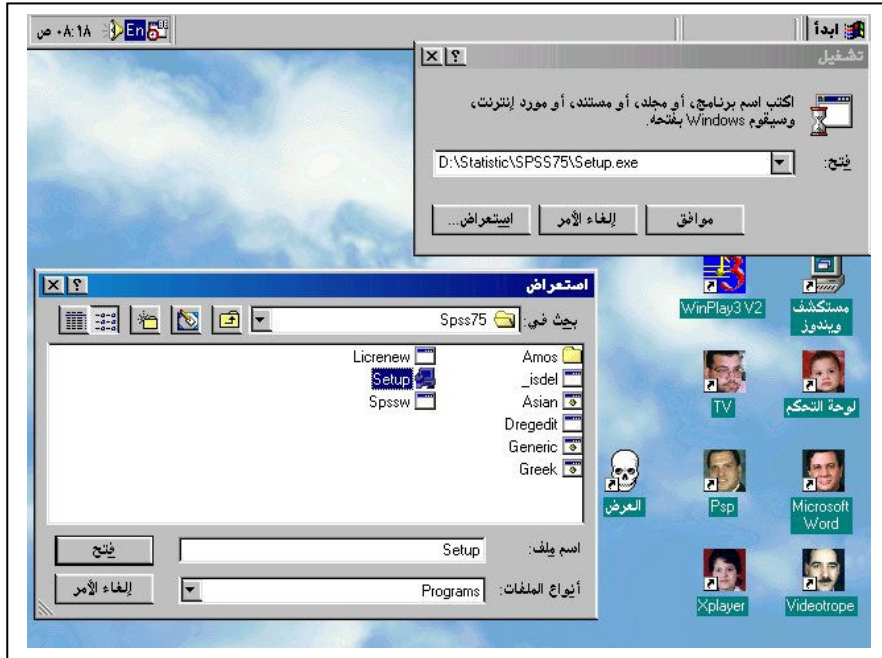 ابدأ
En
٠٨:١٨ ص
تشغيل
اكتب اسم برنامج، أو مجلد، أو مستند، أو مورد إنترنت،
وسيقوم Windows بفتحه.
فتح:
D:\Statistic\SPSS75\Setup.exe
موافق
إلغاء الأمر
استعراض...
استعراض
بحث في:
Spss75
Amos
_isdel
Asian
Dregedit
Generic
Greek
Licrenew
Setup
Spssw
اسم ملف:
Setup
فتح
أنواع الملفات:
Programs
إلغاء الأمر
مستكشف
ويندوز
WinPlay3 V2
لوحة التحكم
TV
Microsoft
Word
Psp
العرض
Videotrope
Xplayer